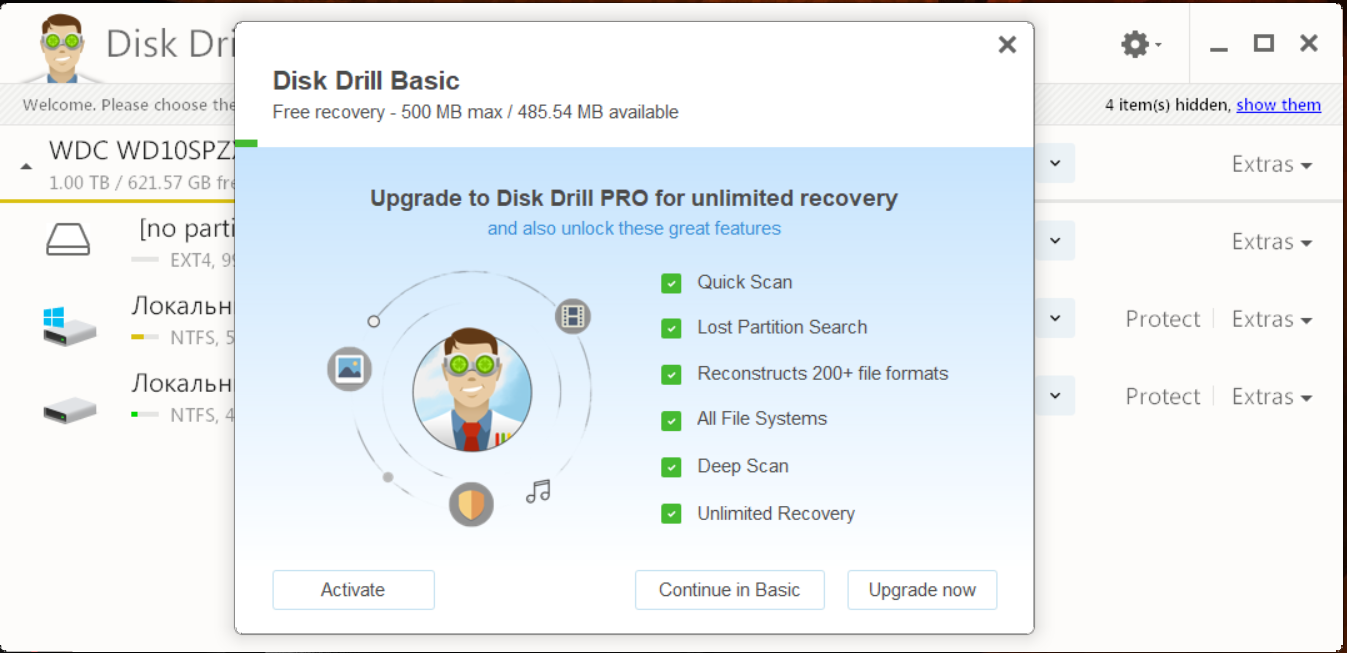 Disk Dri
Welcome. Please choose the
4 item(s) hidden, show them
WDC WD10SPZ
1.00 TB / 621.57 GB fre
Extras
[no parti
EXT4, 99
Extras
Локальн
NTFS, 5
Protect
Extras
Локальн
NTFS, 4
Protect
Extras
Disk Drill Basic
Free recovery - 500 MB max / 485.54 MB available
Upgrade to Disk Drill PRO for unlimited recovery
and also unlock these great features
Quick Scan
Lost Partition Search
Reconstructs 200+ file formats
All File Systems
Deep Scan
Unlimited Recovery
Activate
Continue in Basic
Upgrade now